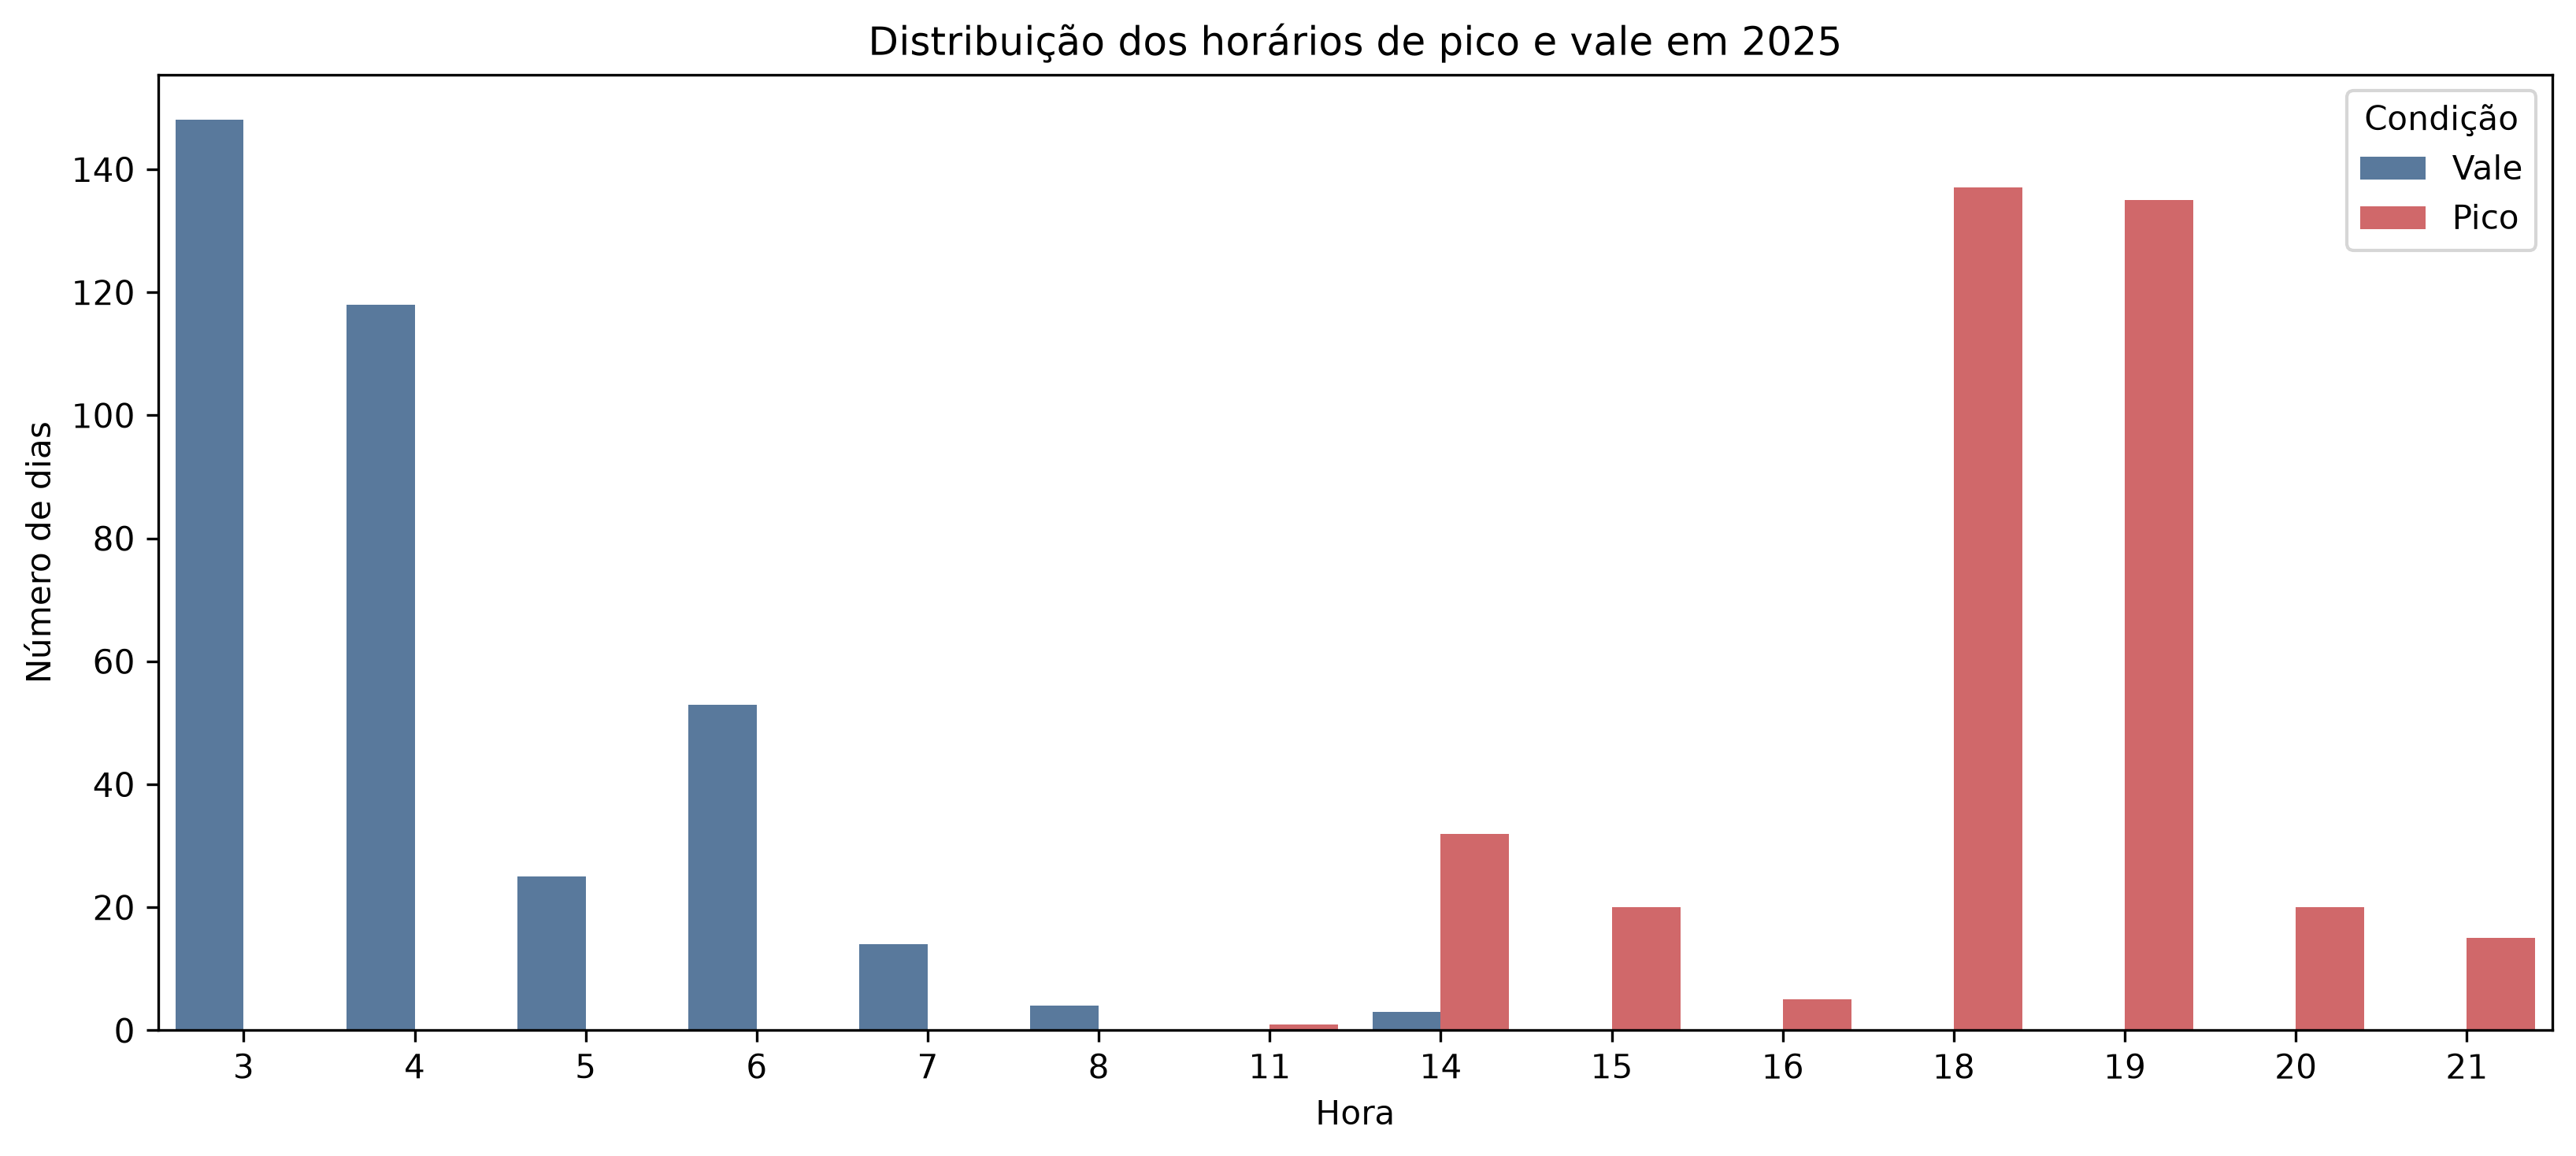 Distribuição dos horários de pico e vale em 2025
Condição
Vale
Pico
Número de dias
140
120
100
80
60
40
20
0
3 4 5 6 7 8 11 14 15 16 18 19 20 21
Hora